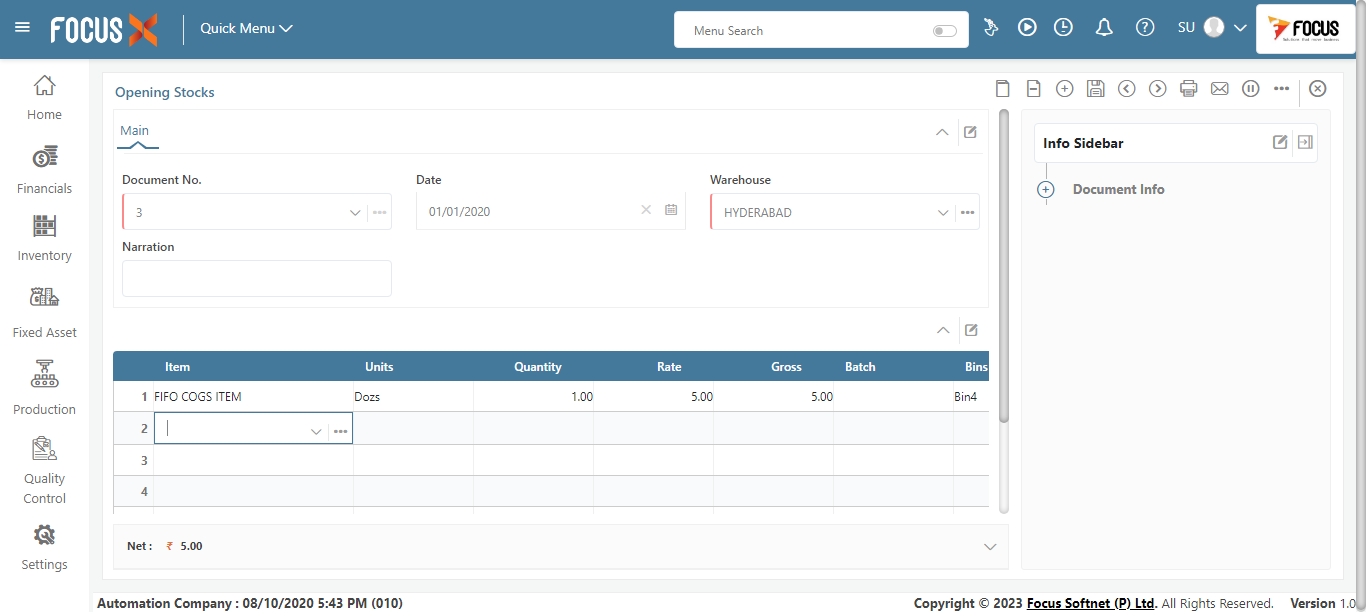 FOCUS X
Quick Menu
Menu Search
SU
FOCUS
Home
Financials
Inventory
Fixed Asset
Production
Quality
Control
Settings
Opening Stocks
Main
Document No.
Date
Warehouse
3
01/01/2020
HYDERABAD
Narration
Info Sidebar
Document Info
Item Units Quantity Rate Gross Batch Bins
1 FIFO COGS ITEM Dozs 1.00 5.00 5.00 Bin4
2
3
4
Net : ₹ 5.00
Automation Company : 08/10/2020 5:43 PM (010)
Copyright © 2023 Focus Softnet (P) Ltd. All Rights Reserved. Version 1.0